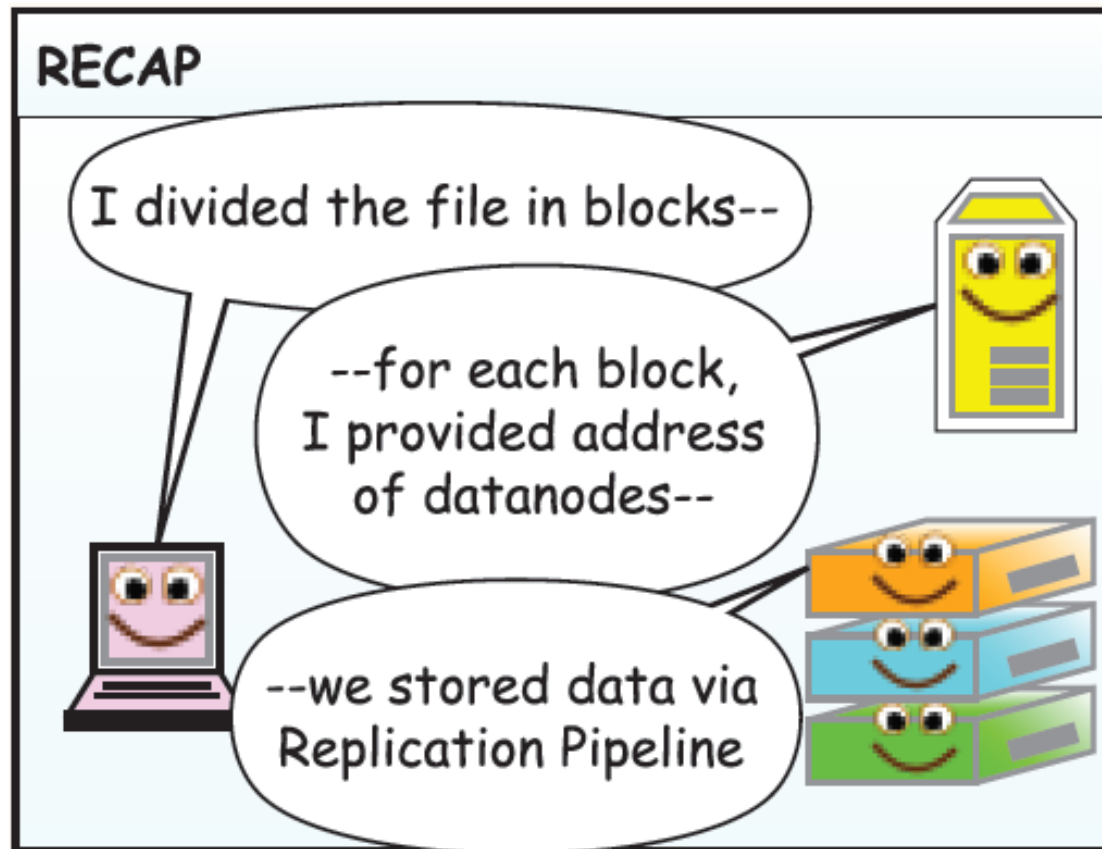 RECAP
I divided the file in blocks--
--for each block,
I provided address
of datanodes--
--we stored data via
Replication Pipeline